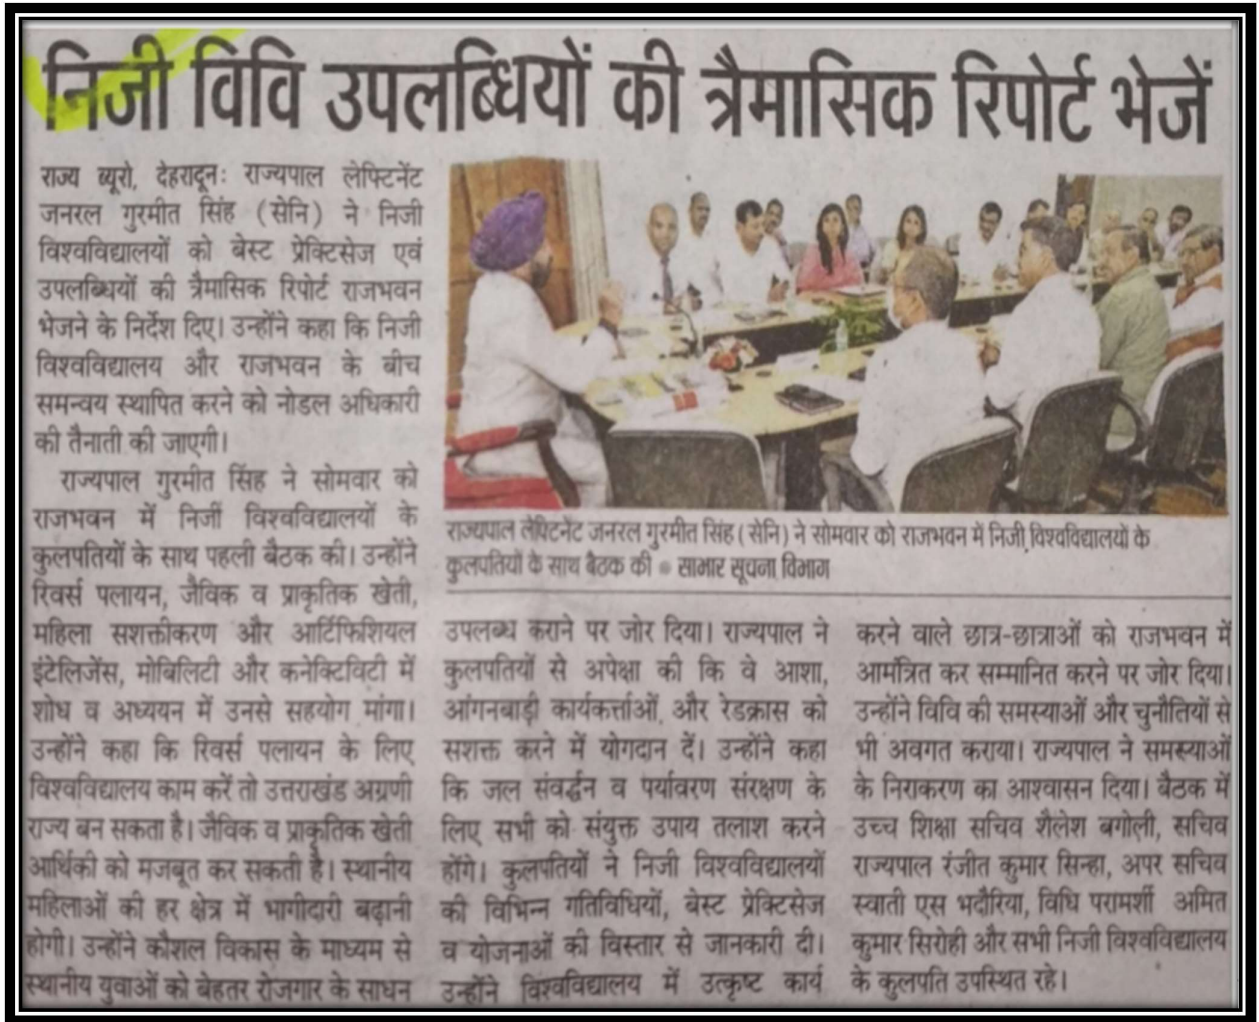 निजी विवि उपलब्धियों की त्रैमासिक रिपोर्ट भेजें
राज्य ब्यूरो, देहरादून: राज्यपाल लेफ्टिनेंट
जनरल गुरमीत सिंह (सेनि) ने निजी
विश्वविद्यालयों को बेस्ट प्रेक्टिसेज एवं
उपलब्धियों की त्रैमासिक रिपोर्ट राजभवन
भेजने के निर्देश दिए। उन्होंने कहा कि निजी
विश्वविद्यालय और राजभवन के बीच
समन्वय स्थापित करने को नोडल अधिकारी
की तैनाती की जाएगी।
राज्यपाल गुरमीत सिंह ने सोमवार को
राजभवन में निजी विश्वविद्यालयों के
कुलपतियों के साथ पहली बैठक की। उन्होंने
रिवर्स पलायन, जैविक व प्राकृतिक खेती,
महिला सशक्तीकरण और आर्टिफिशियल
इंटेलिजेंस, मोबिलिटी और कनेक्टिविटी में
शोध व अध्ययन में उनसे सहयोग मांगा।
उन्होंने कहा कि रिवर्स पलायन के लिए
विश्वविद्यालय काम करें तो उत्तराखंड अग्रणी
राज्य बन सकता है। जैविक व प्राकृतिक खेती
आर्थिकी को मजबूत कर सकती है। स्थानीय
महिलाओं की हर क्षेत्र में भागीदारी बढ़ानी
होगी। उन्होंने कौशल विकास के माध्यम से
स्थानीय युवाओं को बेहतर रोजगार के साधन
राज्यपाल लेफ्टिनेंट जनरल गुरमीत सिंह (सेनि) ने सोमवार को राजभवन में निजी विश्वविद्यालयों के
कुलपतियों के साथ बैठक की ● साभार सूचना विभाग
उपलब्ध कराने पर जोर दिया। राज्यपाल ने
कुलपतियों से अपेक्षा की कि वे आशा,
आंगनबाड़ी कार्यकर्त्ताओं और रेडक्रास को
सशक्त करने में योगदान दें। उन्होंने कहा
कि जल संवर्द्धन व पर्यावरण संरक्षण के
लिए सभी को संयुक्त उपाय तलाश करने
होंगे। कुलपतियों ने निजी विश्वविद्यालयों
की विभिन्न गतिविधियों, बेस्ट प्रेक्टिसेज
व योजनाओं की विस्तार से जानकारी दी।
उन्होंने विश्वविद्यालय में उत्कृष्ट कार्य
करने वाले छात्र-छात्राओं को राजभवन में
आमंत्रित कर सम्मानित करने पर जोर दिया।
उन्होंने विवि की समस्याओं और चुनौतियों से
भी अवगत कराया। राज्यपाल ने समस्याओं
के निराकरण का आश्वासन दिया। बैठक में
उच्च शिक्षा सचिव शैलेश बगोली, सचिव
राज्यपाल रंजीत कुमार सिन्हा, अपर सचिव
स्वाती एस भदौरिया, विधि परामर्शी अमित
कुमार सिरोही और सभी निजी विश्वविद्यालय
के कुलपति उपस्थित रहे।